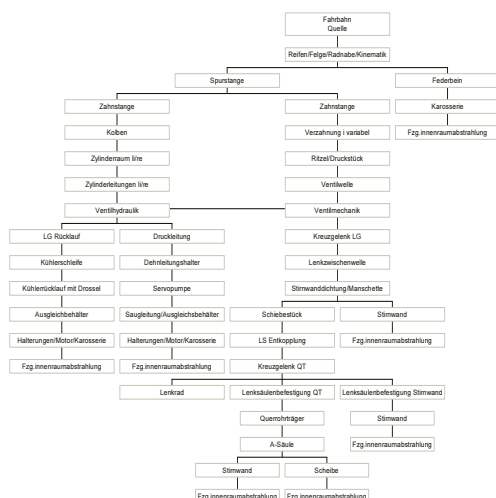 Fahrbahn
Quelle
Reifen/Felge/Radnabe/Kinematik
Spurstange
Federbein
Zahnstange
Zahnstange
Karosserie
Kolben
Verzahnung i variabel
Fzg.innenraumabstrahlung
Zylinderraum li/re
Ritzel/Druckstück
Zylinderleitungen li/re
Ventilwelle
Ventilhydraulik
Ventilmechanik
LG Rücklauf
Druckleitung
Kreuzgelenk LG
Kühlerschleife
Dehnleitungshalter
Lenkzwischenwelle
Kühlerrücklauf mit Drossel
Servopumpe
Stirnwanddichtung/Manschette
Ausgleichbehälter
Saugleitung/Ausgleichsbehälter
Schiebestück
Stirnwand
Halterungen/Motor/Karosserie
Halterungen/Motor/Karosserie
LS Entkopplung
Fzg.innenraumabstrahlung
Fzg.innenraumabstrahlung
Fzg.innenraumabstrahlung
Kreuzgelenk QT
Lenkrad
Lenksäulenbefestigung QT
Lenksäulenbefestigung Stirnwand
Querrohrträger
Stirnwand
A-Säule
Fzg.innenraumabstrahlung
Stirnwand
Scheibe
Fzg.innenraumabstrahlung
Fzg.innenraumabstrahlung